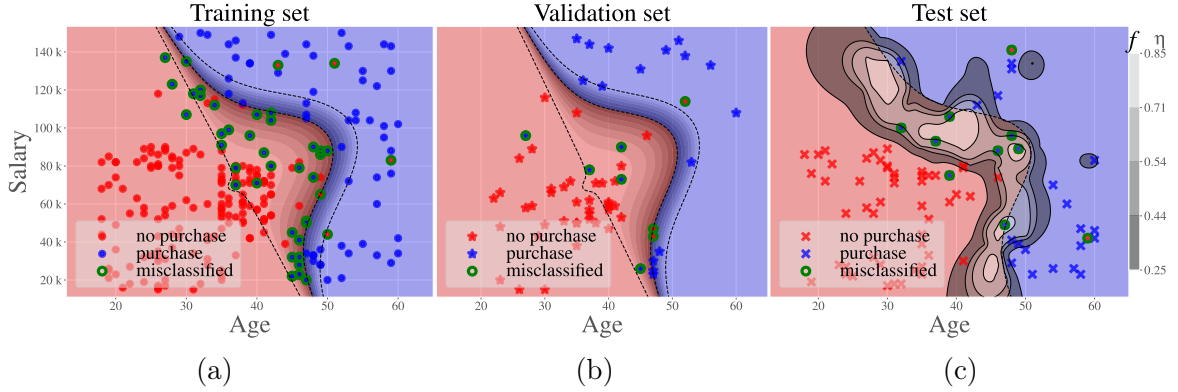 Training set
Validation set
Test set
f η
140 k
120 k
100 k
80 k
60 k
40 k
20 k
Salary
no purchase
purchase
misclassified
no purchase
purchase
misclassified
no purchase
purchase
misclassified
0.85
0.71
0.54
0.44
0.25
20 30 40 50 60
20 30 40 50 60
20 30 40 50 60
Age
Age
Age
(a)
(b)
(c)